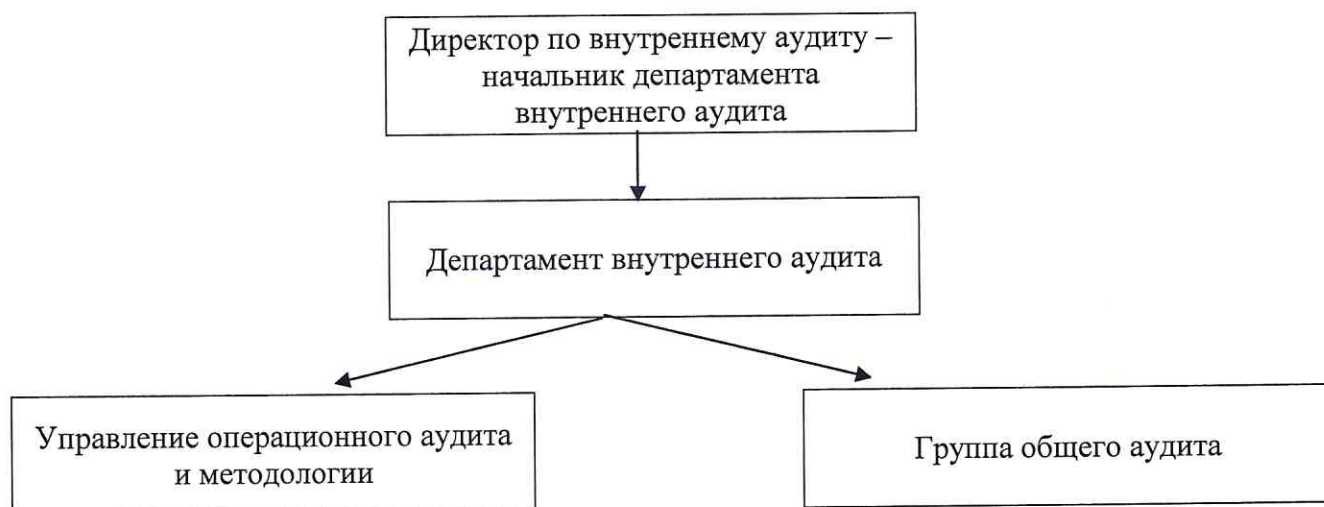 Директор по внутреннему аудиту –
начальник департамента
внутреннего аудита
Департамент внутреннего аудита
Управление операционного аудита
и методологии
Группа общего аудита